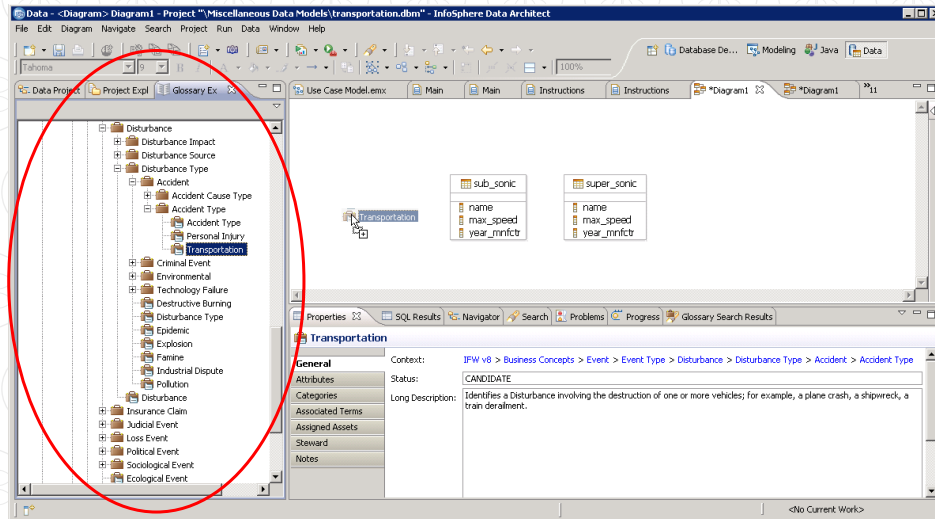 Data - <Diagram> Diagram1 - Project "\Miscellaneous Data Models\transportation.dbm" - InfoSphere Data Architect
File Edit Diagram Navigate Search Project Run Data Window Help
Database De... Modeling Java Data
Tahoma 9 B I A 100%
Data Project Project Expl Glossary Ex
Use Case Model.emx Main Main Instructions Instructions *Diagram1 *Diagram1 »11
Disturbance
Disturbance Impact
Disturbance Source
Disturbance Type
Accident
Accident Cause Type
Accident Type
Accident Type
Personal Injury
Transportation
Criminal Event
Environmental
Technology Failure
Destructive Burning
Disturbance Type
Epidemic
Explosion
Famine
Industrial Dispute
Pollution
Disturbance
Insurance Claim
Judicial Event
Loss Event
Political Event
Sociological Event
Ecological Event
Transportation
sub_sonic
name
max_speed
year_mnfctr
super_sonic
name
max_speed
year_mnfctr
Properties SQL Results Navigator Search Problems Progress Glossary Search Results
Transportation
General
Attributes
Categories
Associated Terms
Assigned Assets
Steward
Notes
Context: IFW v8 > Business Concepts > Event > Event Type > Disturbance > Disturbance Type > Accident > Accident Type
Status: CANDIDATE
Long Description: Identifies a Disturbance involving the destruction of one or more vehicles; for example, a plane crash, a shipwreck, a
train derailment.
<No Current Work>